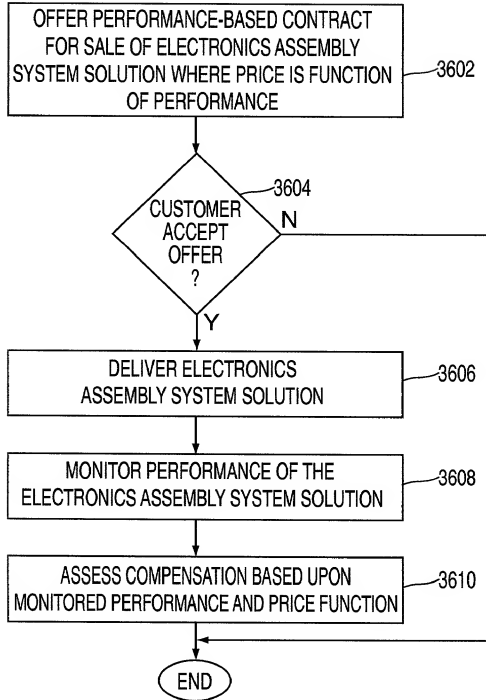 OFFER PERFORMANCE-BASED CONTRACT
FOR SALE OF ELECTRONICS ASSEMBLY
SYSTEM SOLUTION WHERE PRICE IS FUNCTION
OF PERFORMANCE
3602
3604
CUSTOMER
ACCEPT
OFFER
?
N
Y
DELIVER ELECTRONICS
ASSEMBLY SYSTEM SOLUTION
3606
MONITOR PERFORMANCE OF THE
ELECTRONICS ASSEMBLY SYSTEM SOLUTION
3608
ASSESS COMPENSATION BASED UPON
MONITORED PERFORMANCE AND PRICE FUNCTION
3610
END